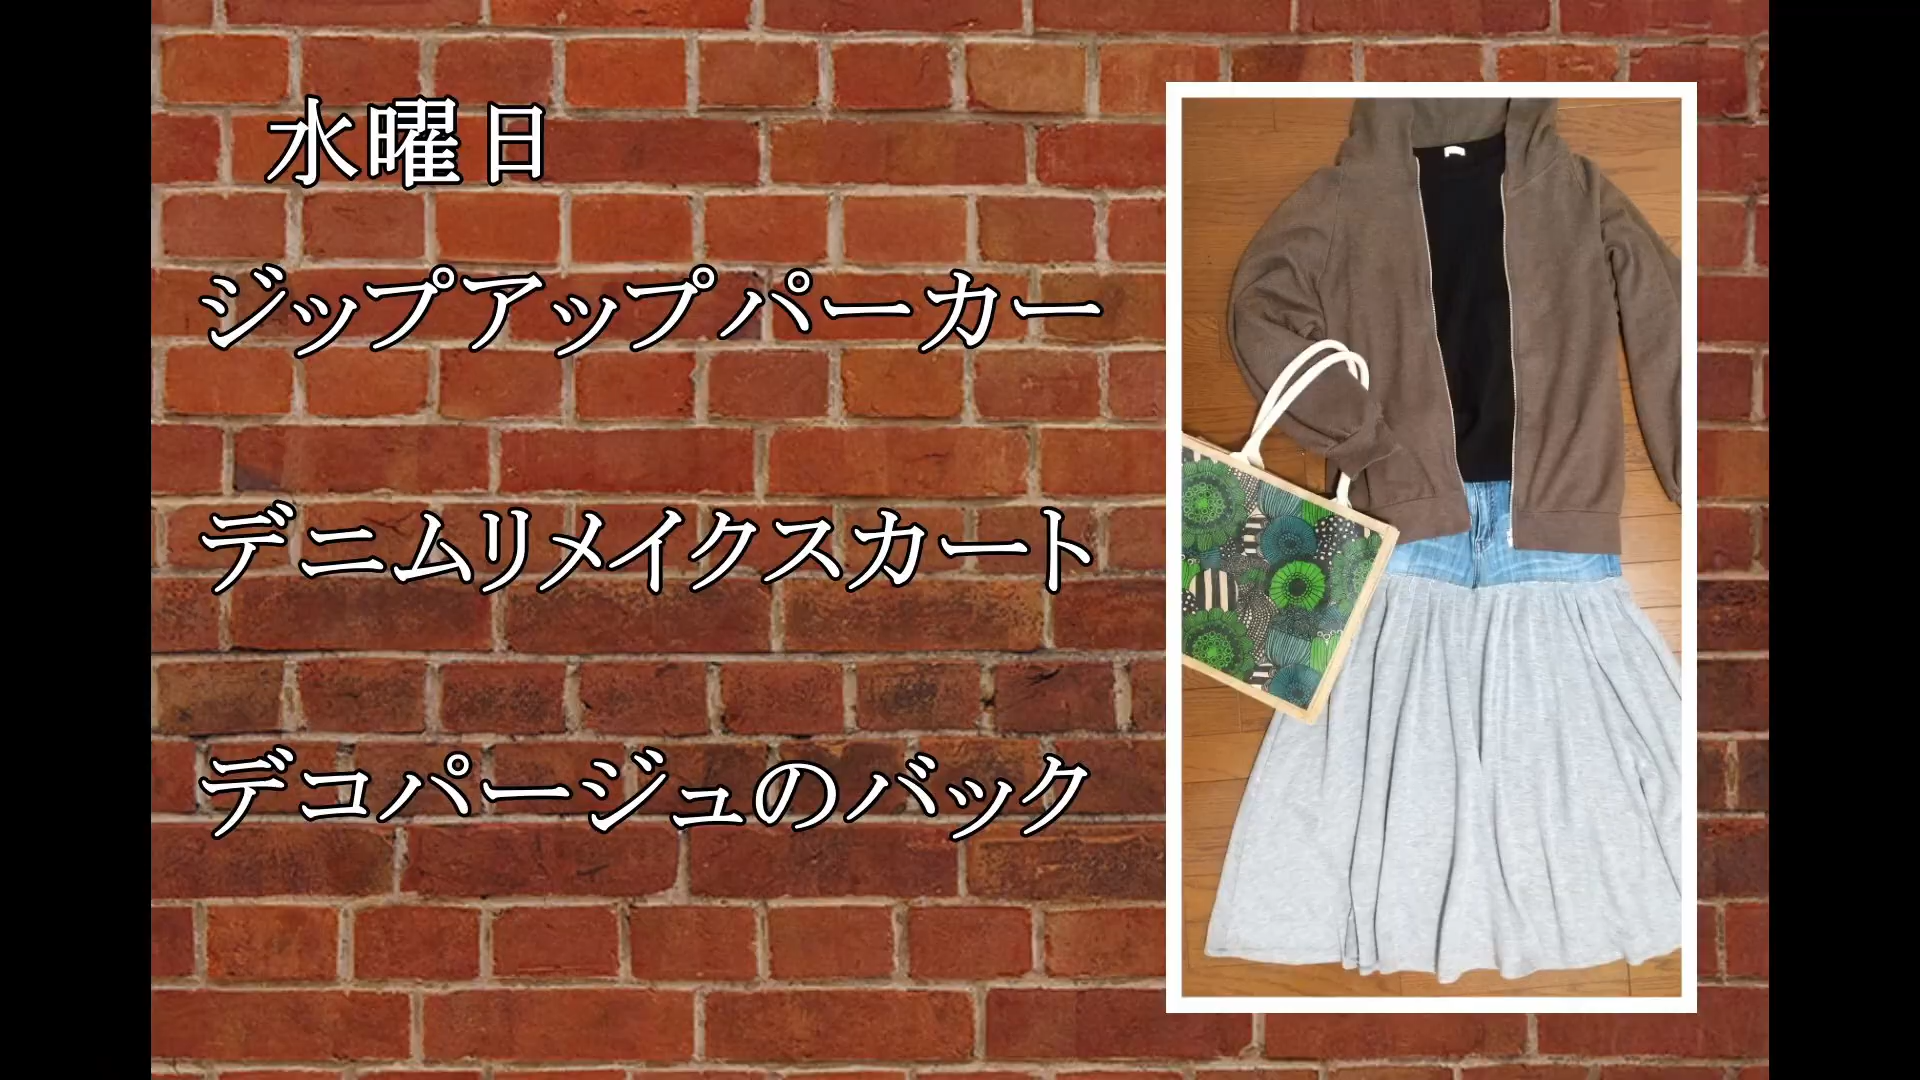 水曜日
ジップアップパーカー
デニムリメイクスカート
デコパージュのバック